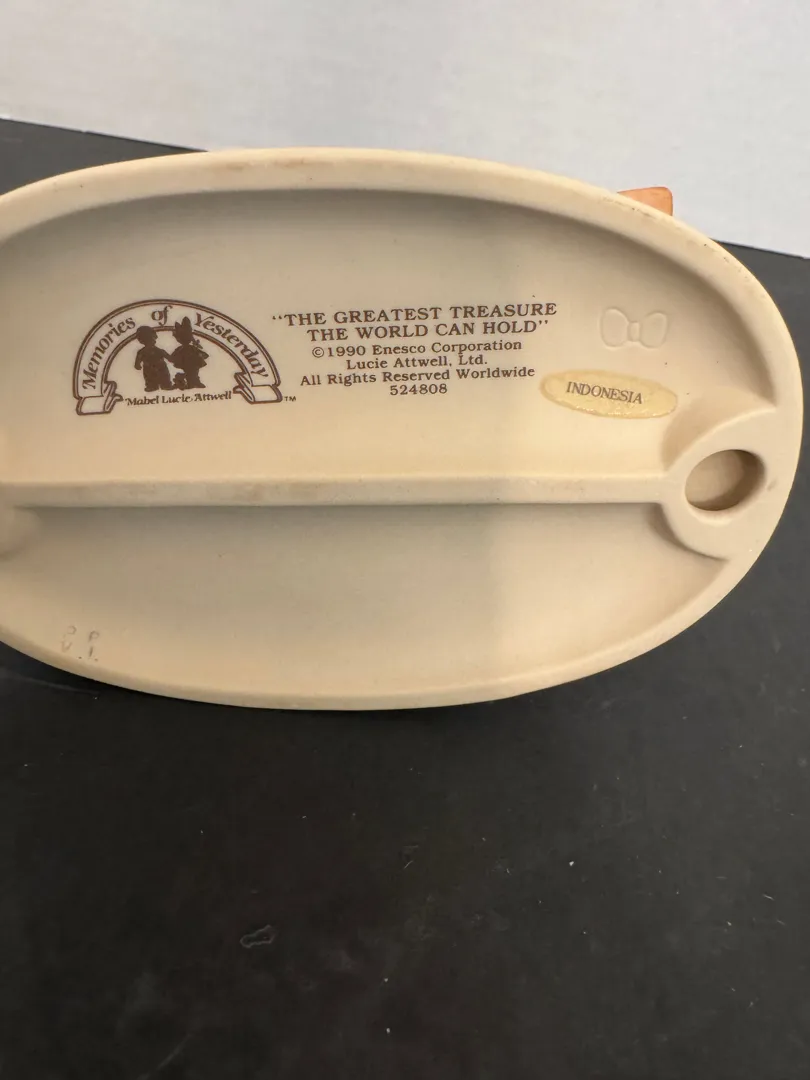 Memories of Yesterday
Mabel Lucie Attwell TM
"THE GREATEST TREASURE
THE WORLD CAN HOLD"
©1990 Enesco Corporation
Lucie Attwell, Ltd.
All Rights Reserved Worldwide
524808
INDONESIA